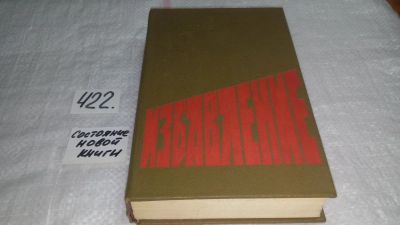 422.
Состояние
новой
книги
ИЗБАВЛЕНИЕ